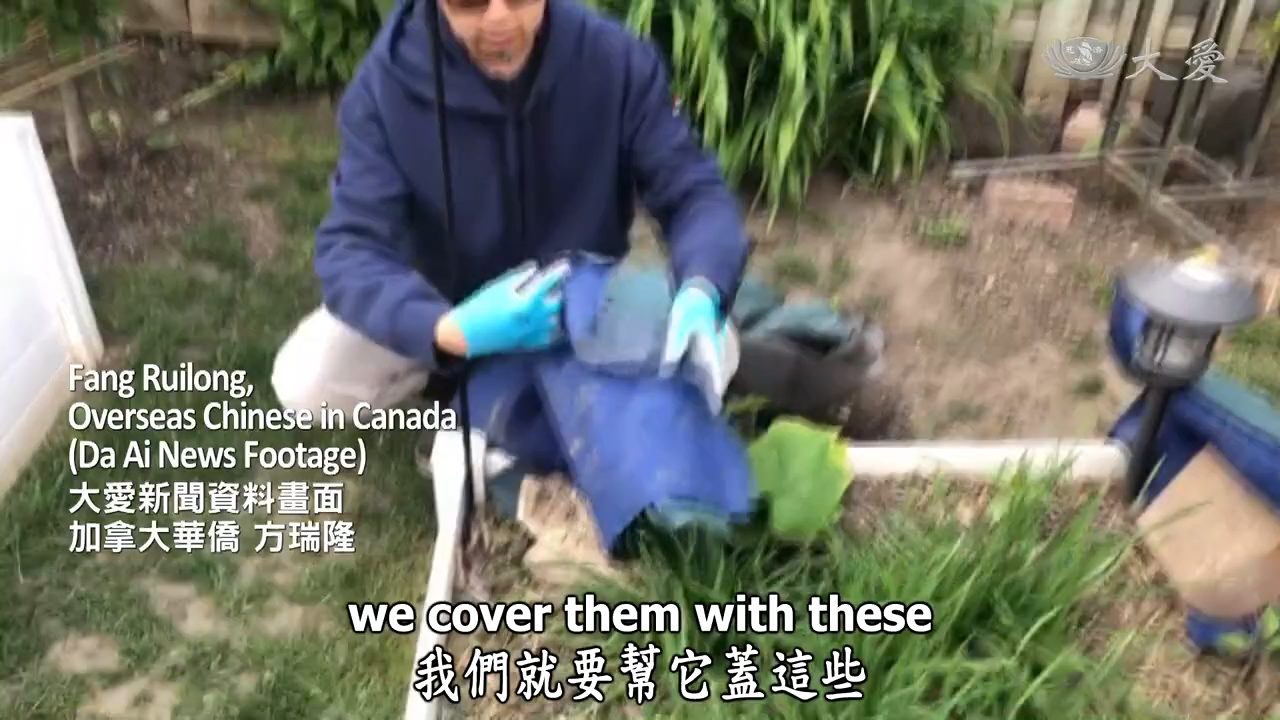 大愛
Fang Ruilong,
Overseas Chinese in Canada
(Da Ai News Footage)
大愛新聞資料畫面
加拿大華僑 方瑞隆
we cover them with these
我們就要幫它蓋這些